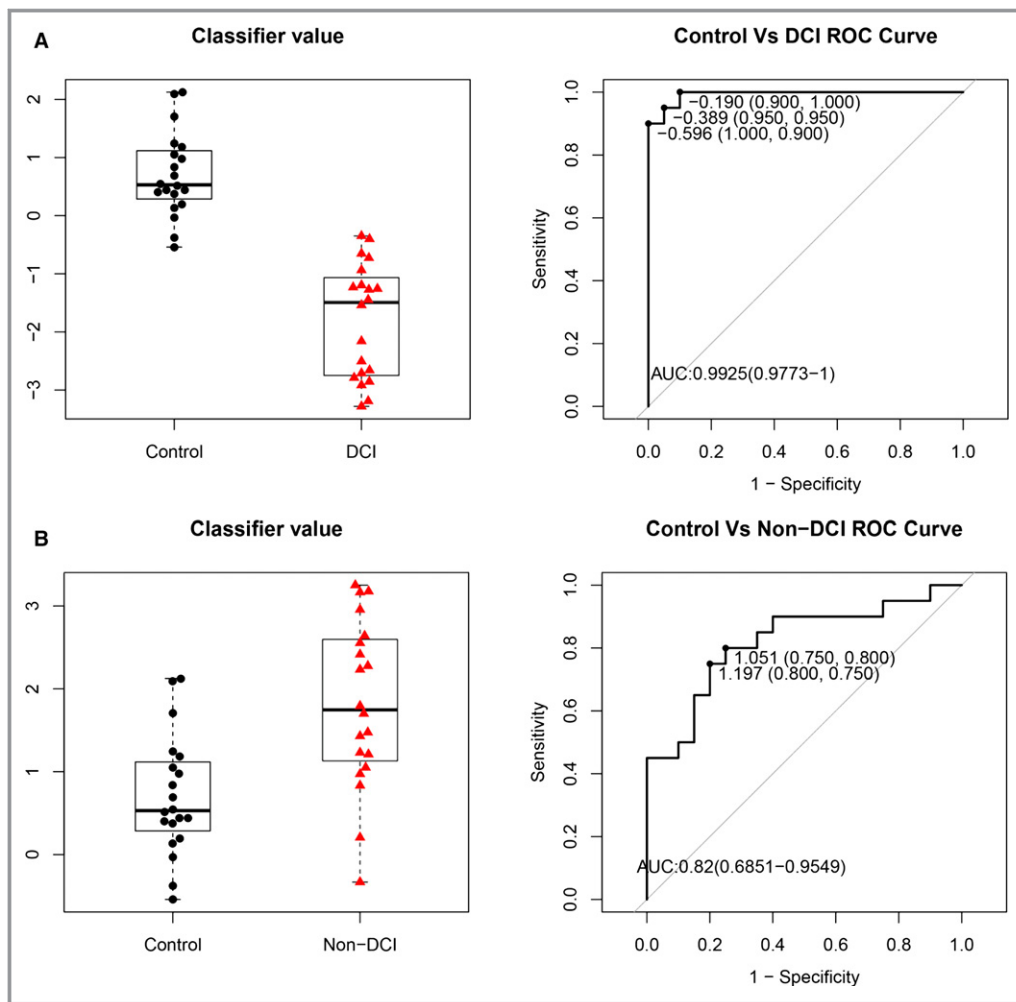 A
Classifier value
2
1
0
−1
−2
−3
Control
DCI
Control Vs DCI ROC Curve
Sensitivity
1.0
0.8
0.6
0.4
0.2
0.0
−0.190 (0.900, 1.000)
−0.389 (0.950, 0.950)
−0.596 (1.000, 0.900)
AUC:0.9925(0.9773−1)
0.0 0.2 0.4 0.6 0.8 1.0
1 − Specificity
B
Classifier value
3
2
1
0
Control
Non−DCI
Control Vs Non−DCI ROC Curve
Sensitivity
1.0
0.8
0.6
0.4
0.2
0.0
1.051 (0.750, 0.800)
1.197 (0.800, 0.750)
AUC:0.82(0.6851−0.9549)
0.0 0.2 0.4 0.6 0.8 1.0
1 − Specificity